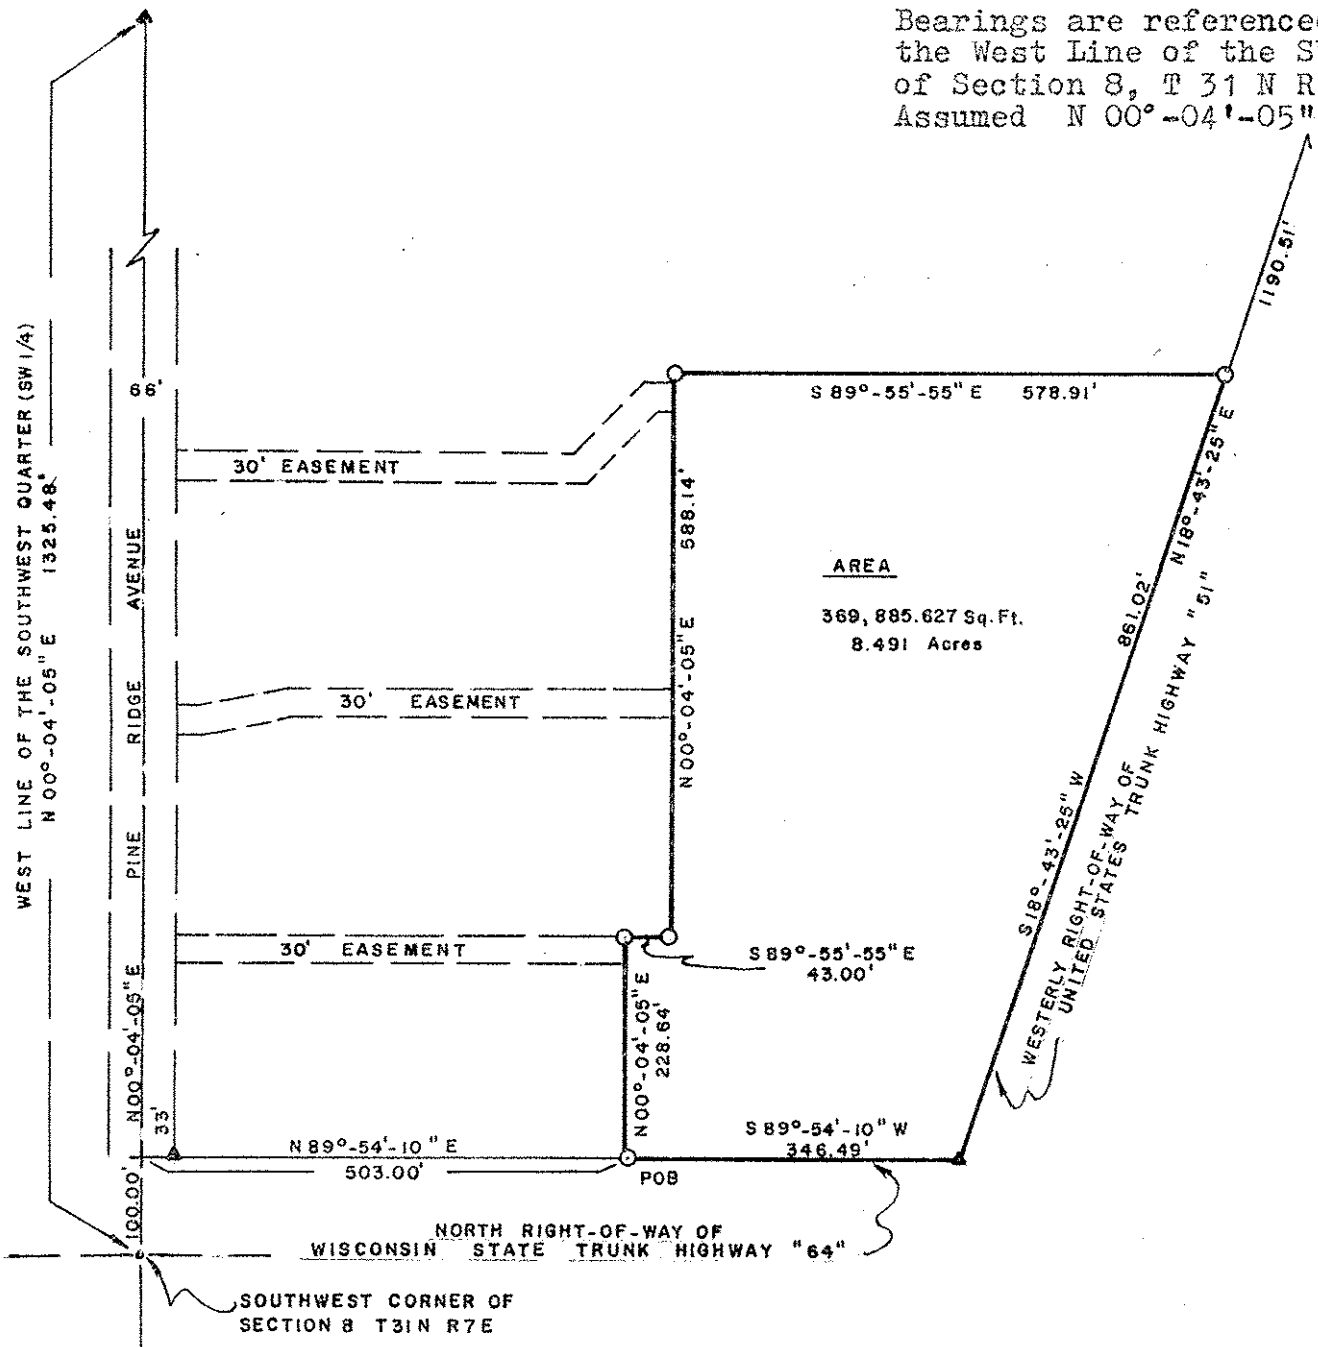 Bearings are reference
the West Line of the S
of Section 8, T 31 N R
Assumed N 00°-04'-05"
1190.51'
WEST LINE OF THE SOUTHWEST QUARTER (SW 1/4)
N 00°-04'-05" E 1325.48'
66'
PINE RIDGE AVENUE
S 89°-55'-55" E 578.91'
N 18°-43'-25" E
30' EASEMENT
588.14'
N 00°-04'-05" E
AREA
369,885.627 Sq. Ft.
8.491 Acres
861.02'
S 18°-43'-25" W
WESTERLY RIGHT-OF-WAY OF
UNITED STATES TRUNK HIGHWAY "51"
30' EASEMENT
30' EASEMENT
S 89°-55'-55" E
43.00'
N 00°-04'-05" E
228.64'
N 00°-04'-05" E
33'
100.00'
N 89°-54'-10" E
503.00'
S 89°-54'-10" W
346.49'
POB
NORTH RIGHT-OF-WAY OF
WISCONSIN STATE TRUNK HIGHWAY "64"
SOUTHWEST CORNER OF
SECTION 8 T31N R7E